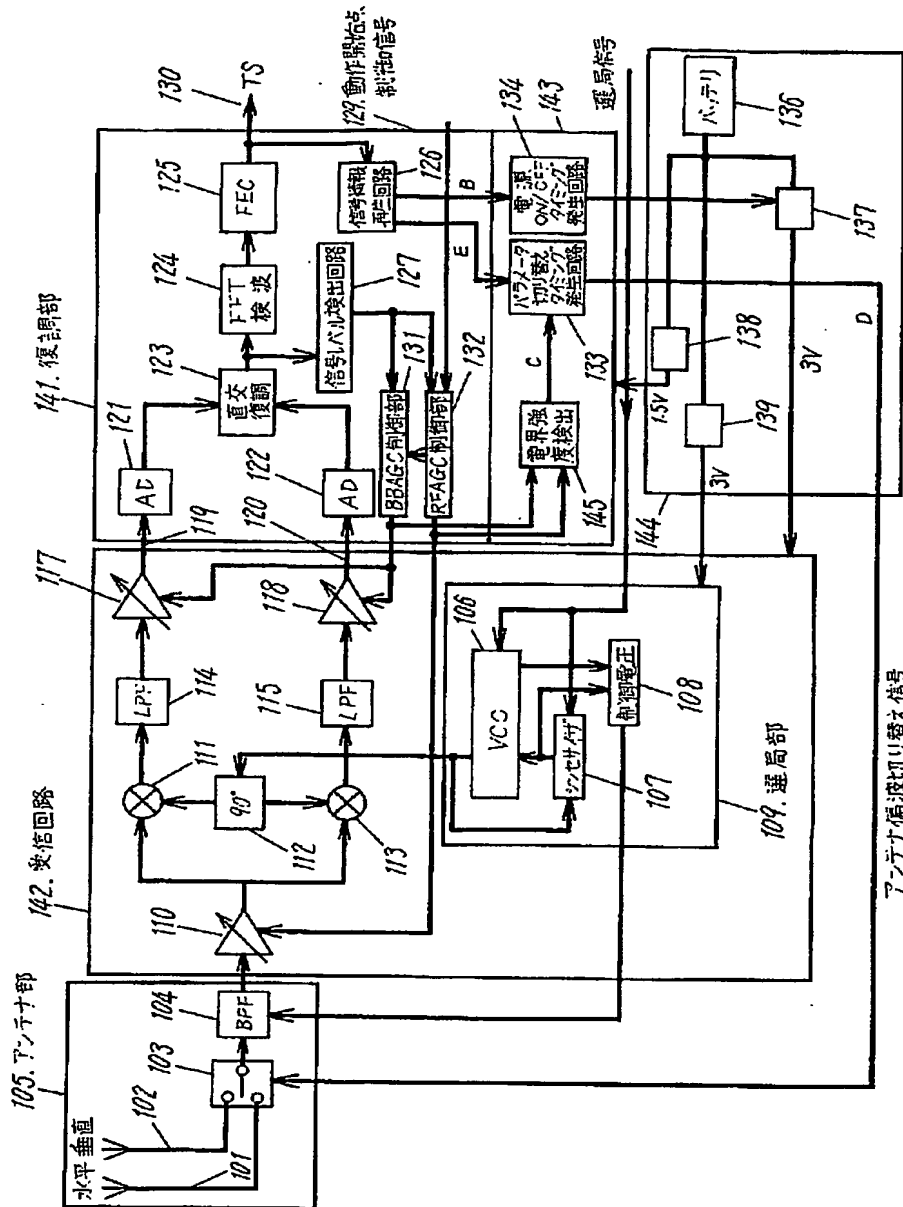 105. アンテナ部
水平
垂直
101
102
103
104
BPF
142. 受信回路
110
111
90°
112
113
LPF
114
LPF
115
117
118
VCO
106
シンセサイザ
107
制御電圧
108
109. 選局部
141. 復調部
119
120
AD
121
AD
122
直交
復調
123
FFT
検波
124
FEC
125
130
TS
信号情報
再生回路
126
信号レベル検出回路
127
129. 動作開始点
制御信号
BBAGC制御部
131
RFAGC制御部
132
B
E
電源
ON/OFF
タイミング
発生回路
134
143
パラメータ
切り替え
タイミング
発生回路
133
C
電界強
度検出
145
選局信号
バッテリ
136
137
138
139
1.5V
3V
3V
144
D
アンテナ偏波切り替え信号